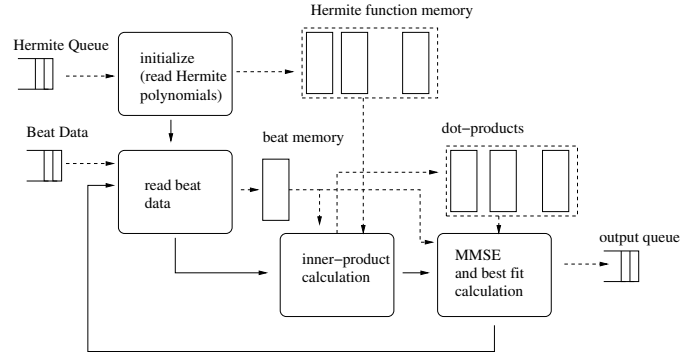 Hermite function memory
Hermite Queue
initialize
(read Hermite
polynomials)
Beat Data
beat memory
dot−products
read beat
data
inner−product
calculation
MMSE
and best fit
calculation
output queue